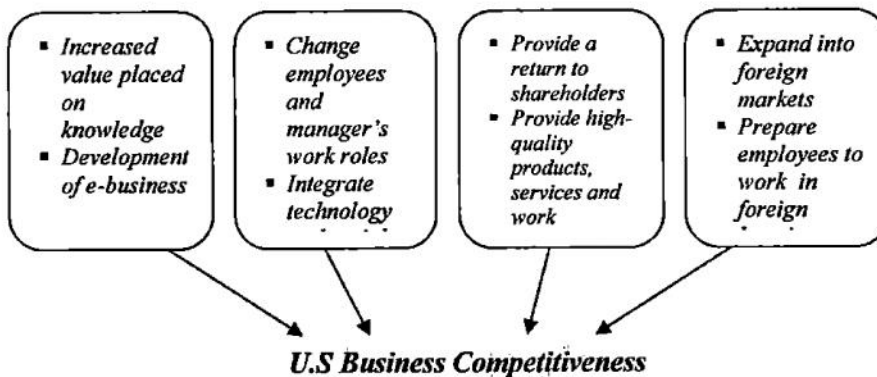 ▪ Increased
value placed
on
knowledge
▪ Development
of e-business
▪ Change
employees
and
manager's
work roles
▪ Integrate
technology
▪ Provide a
return to
shareholders
▪ Provide high-
quality
products,
services and
work
▪ Expand into
foreign
markets
▪ Prepare
employees to
work in
foreign
U.S Business Competitiveness